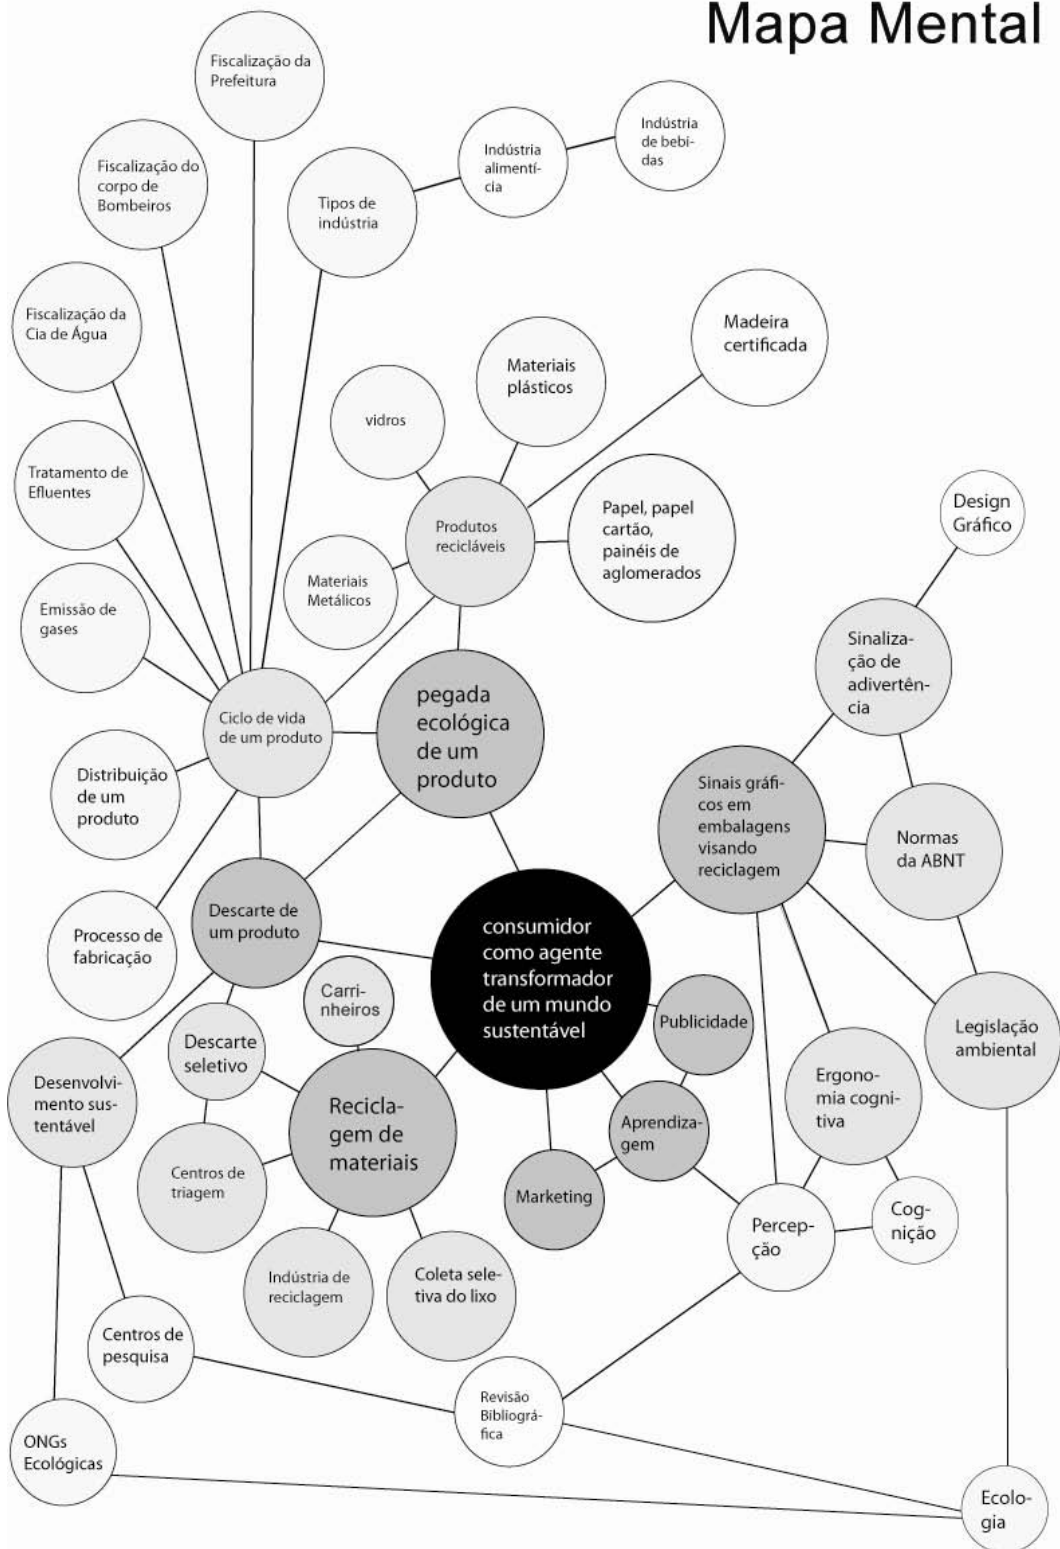 Mapa Mental
Fiscalização da
Prefeitura
Fiscalização do
corpo de
Bombeiros
Tipos de
indústria
Indústria
alimentí-
cia
Indústria
de bebi-
das
Fiscalização da
Cia de Água
Madeira
certificada
Materiais
plásticos
vidros
Tratamento de
Efluentes
Produtos
recicláveis
Papel, papel
cartão,
painéis de
aglomerados
Design
Gráfico
Materiais
Metálicos
Emissão de
gases
Sinaliza-
ção de
adivertên-
cia
Ciclo de vida
de um produto
pegada
ecológica
de um
produto
Distribuição
de um
produto
Sinais gráfi-
cos em
embalagens
visando
reciclagem
Normas
da ABNT
Descarte de
um produto
Processo de
fabricação
consumidor
como agente
transformador
de um mundo
sustentável
Carri-
nheiros
Publicidade
Descarte
seletivo
Legislação
ambiental
Desenvolvi-
mento sus-
tentável
Recicla-
gem de
materiais
Aprendiza-
gem
Ergono-
mia cogni-
tiva
Centros de
triagem
Marketing
Percep-
ção
Cog-
nição
Indústria de
reciclagem
Coleta sele-
tiva do lixo
Centros de
pesquisa
Revisão
Bibliográ-
fica
ONGs
Ecológicas
Ecolo-
gia